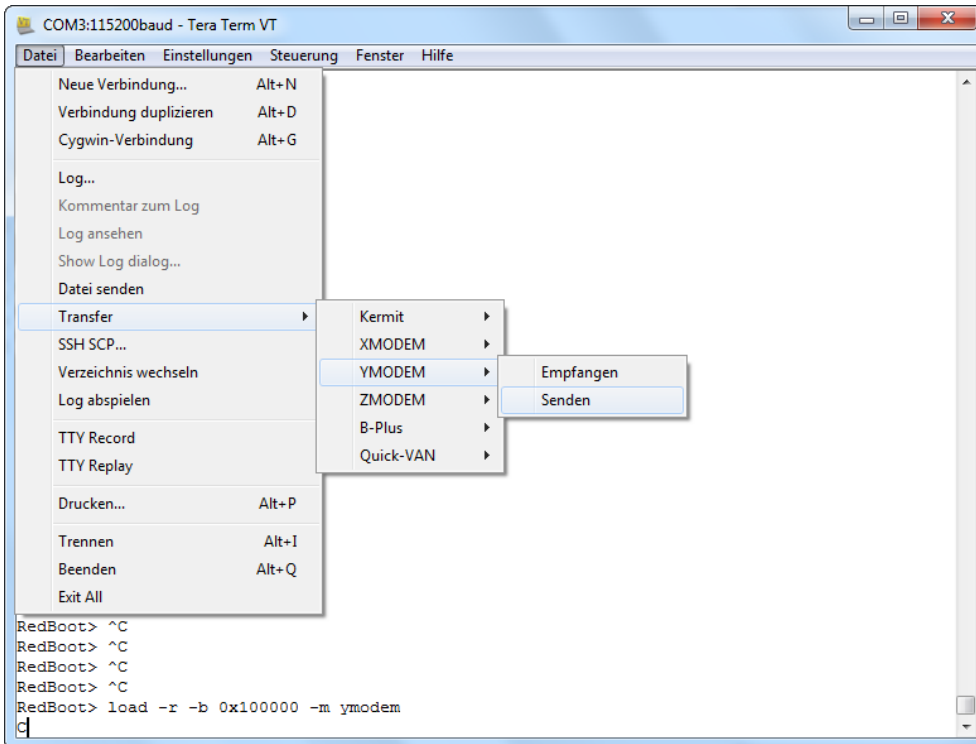 COM3:115200baud - Tera Term VT
Datei Bearbeiten Einstellungen Steuerung Fenster Hilfe
Neue Verbindung... Alt+N
Verbindung duplizieren Alt+D
Cygwin-Verbindung Alt+G
Log...
Kommentar zum Log
Log ansehen
Show Log dialog...
Datei senden
Transfer
SSH SCP...
Verzeichnis wechseln
Log abspielen
TTY Record
TTY Replay
Drucken... Alt+P
Trennen Alt+I
Beenden Alt+Q
Exit All
Kermit
XMODEM
YMODEM
ZMODEM
B-Plus
Quick-VAN
Empfangen
Senden
RedBoot> ^C
RedBoot> ^C
RedBoot> ^C
RedBoot> ^C
RedBoot> load -r -b 0x100000 -m ymodem
C